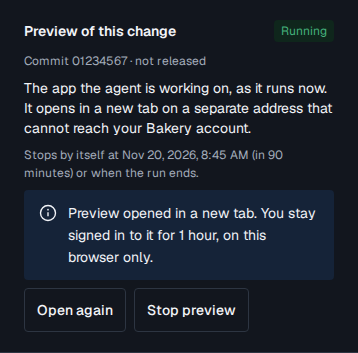 Preview of this change
Running
Commit 01234567 · not released
The app the agent is working on, as it runs now.
It opens in a new tab on a separate address that
cannot reach your Bakery account.
Stops by itself at Nov 20, 2026, 8:45 AM (in 90
minutes) or when the run ends.
Preview opened in a new tab. You stay
signed in to it for 1 hour, on this
browser only.
Open again
Stop preview